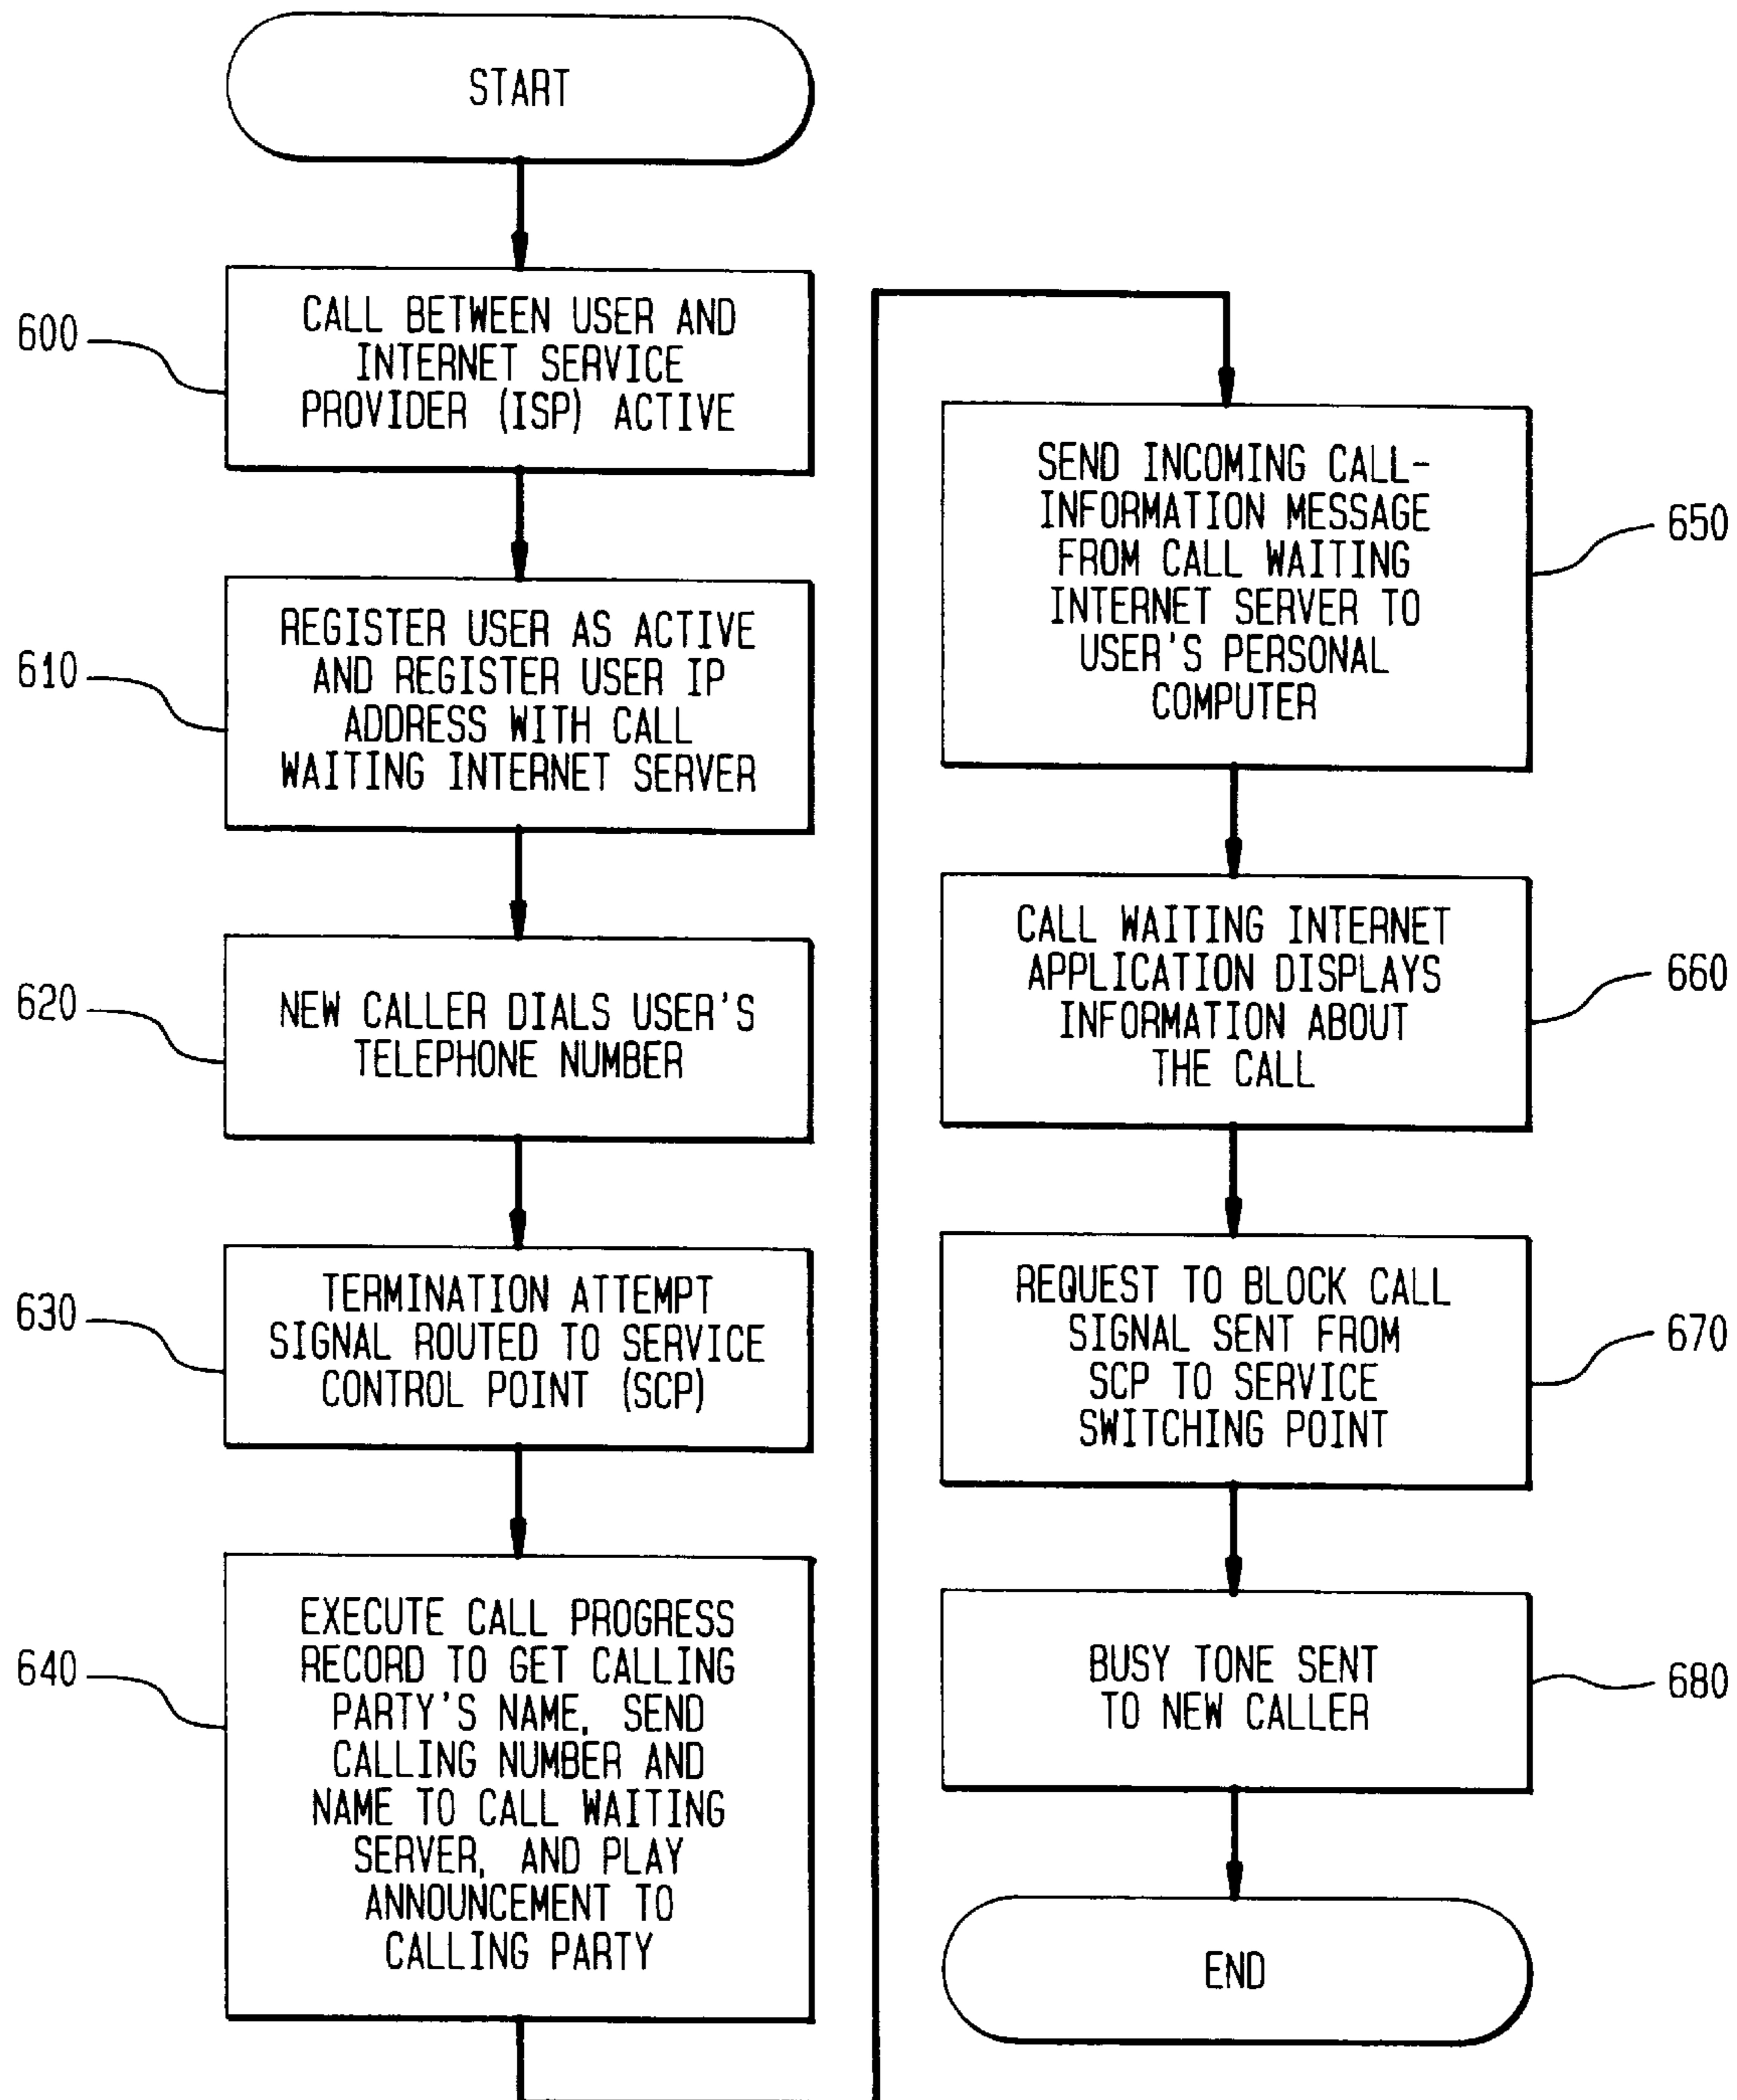 START
600
CALL BETWEEN USER AND
INTERNET SERVICE
PROVIDER (ISP) ACTIVE
610
REGISTER USER AS ACTIVE
AND REGISTER USER IP
ADDRESS WITH CALL
WAITING INTERNET SERVER
620
NEW CALLER DIALS USER'S
TELEPHONE NUMBER
630
TERMINATION ATTEMPT
SIGNAL ROUTED TO SERVICE
CONTROL POINT (SCP)
640
EXECUTE CALL PROGRESS
RECORD TO GET CALLING
PARTY'S NAME, SEND
CALLING NUMBER AND
NAME TO CALL WAITING
SERVER, AND PLAY
ANNOUNCEMENT TO
CALLING PARTY
SEND INCOMING CALL-
INFORMATION MESSAGE
FROM CALL WAITING
INTERNET SERVER TO
USER'S PERSONAL
COMPUTER
650
CALL WAITING INTERNET
APPLICATION DISPLAYS
INFORMATION ABOUT
THE CALL
660
REQUEST TO BLOCK CALL
SIGNAL SENT FROM
SCP TO SERVICE
SWITCHING POINT
670
BUSY TONE SENT
TO NEW CALLER
680
END